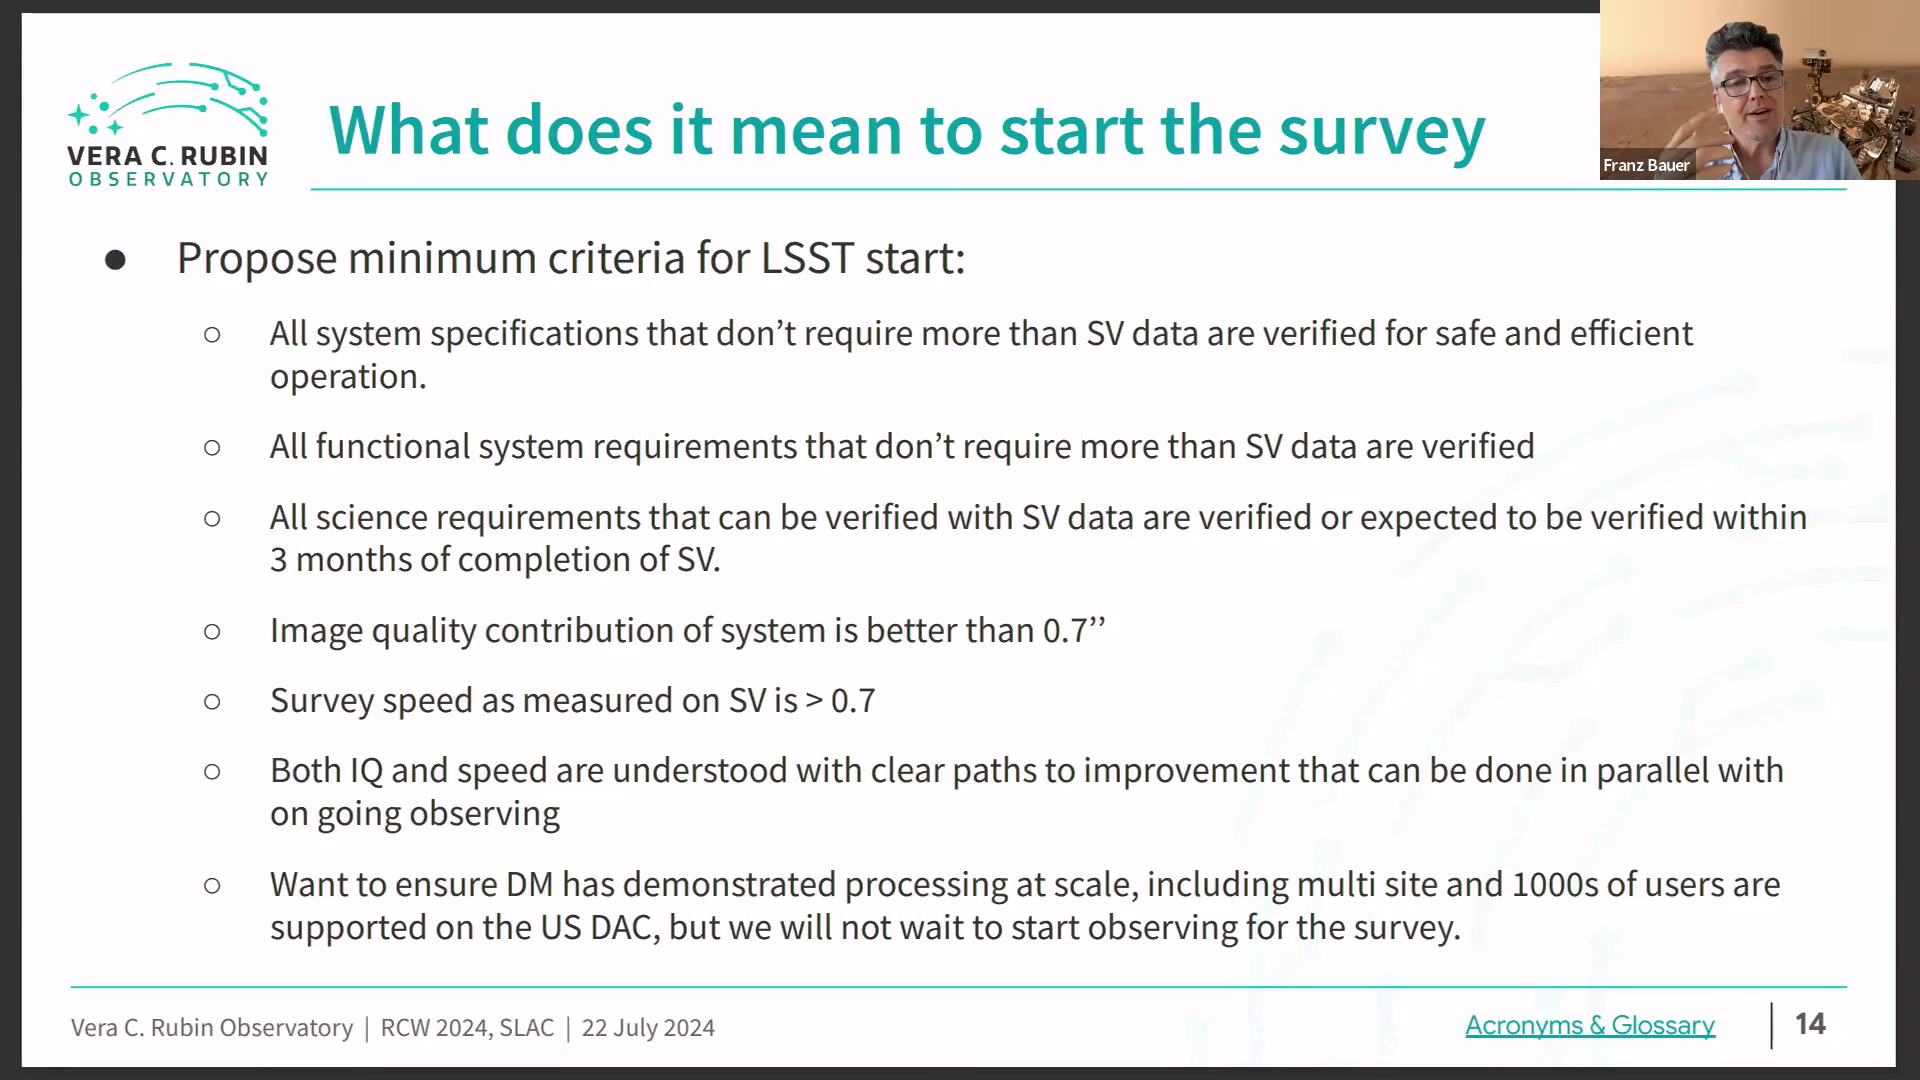 VERA C. RUBIN
OBSERVATORY
What does it mean to start the survey
Franz Bauer
● Propose minimum criteria for LSST start:
○ All system specifications that don’t require more than SV data are verified for safe and efficient
operation.
○ All functional system requirements that don’t require more than SV data are verified
○ All science requirements that can be verified with SV data are verified or expected to be verified within
3 months of completion of SV.
○ Image quality contribution of system is better than 0.7’’
○ Survey speed as measured on SV is > 0.7
○ Both IQ and speed are understood with clear paths to improvement that can be done in parallel with
on going observing
○ Want to ensure DM has demonstrated processing at scale, including multi site and 1000s of users are
supported on the US DAC, but we will not wait to start observing for the survey.
Vera C. Rubin Observatory | RCW 2024, SLAC | 22 July 2024
Acronyms & Glossary
14